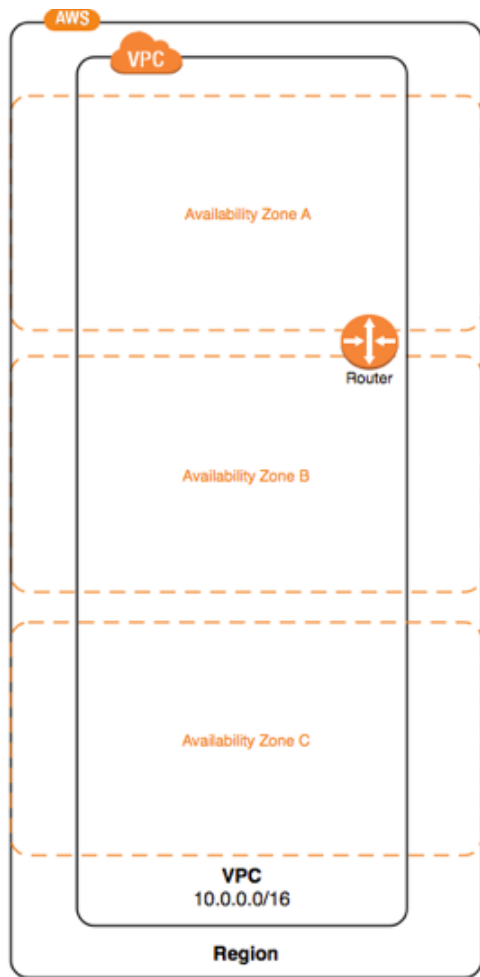 AWS
VPC
Availability Zone A
Router
Availability Zone B
Availability Zone C
VPC
10.0.0.0/16
Region